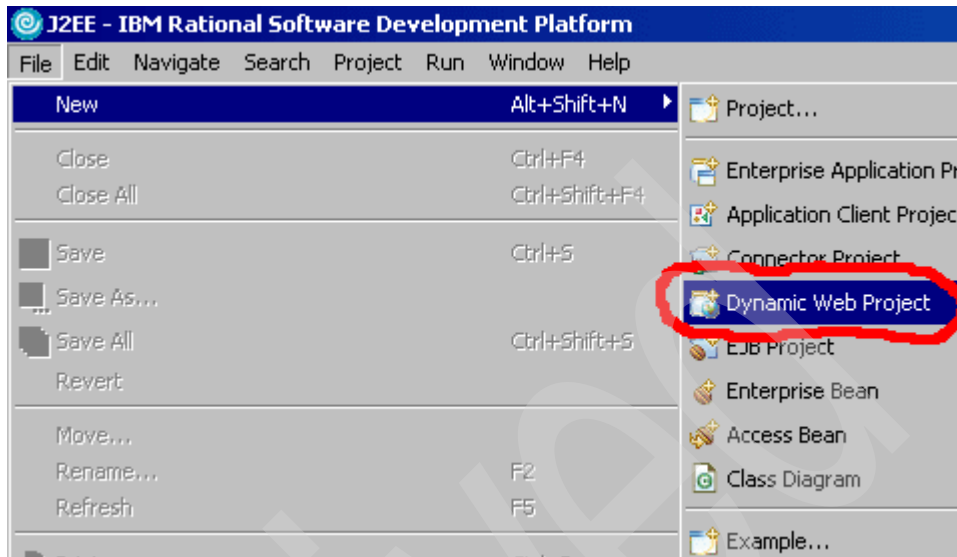 J2EE - IBM Rational Software Development Platform
File Edit Navigate Search Project Run Window Help
New Alt+Shift+N
Close Ctrl+F4
Close All Ctrl+Shift+F4
Save Ctrl+S
Save As...
Save All Ctrl+Shift+S
Revert
Move...
Rename... F2
Refresh F5
Project...
Enterprise Application Pr
Application Client Projec
Connector Project
Dynamic Web Project
EJB Project
Enterprise Bean
Access Bean
Class Diagram
Example...